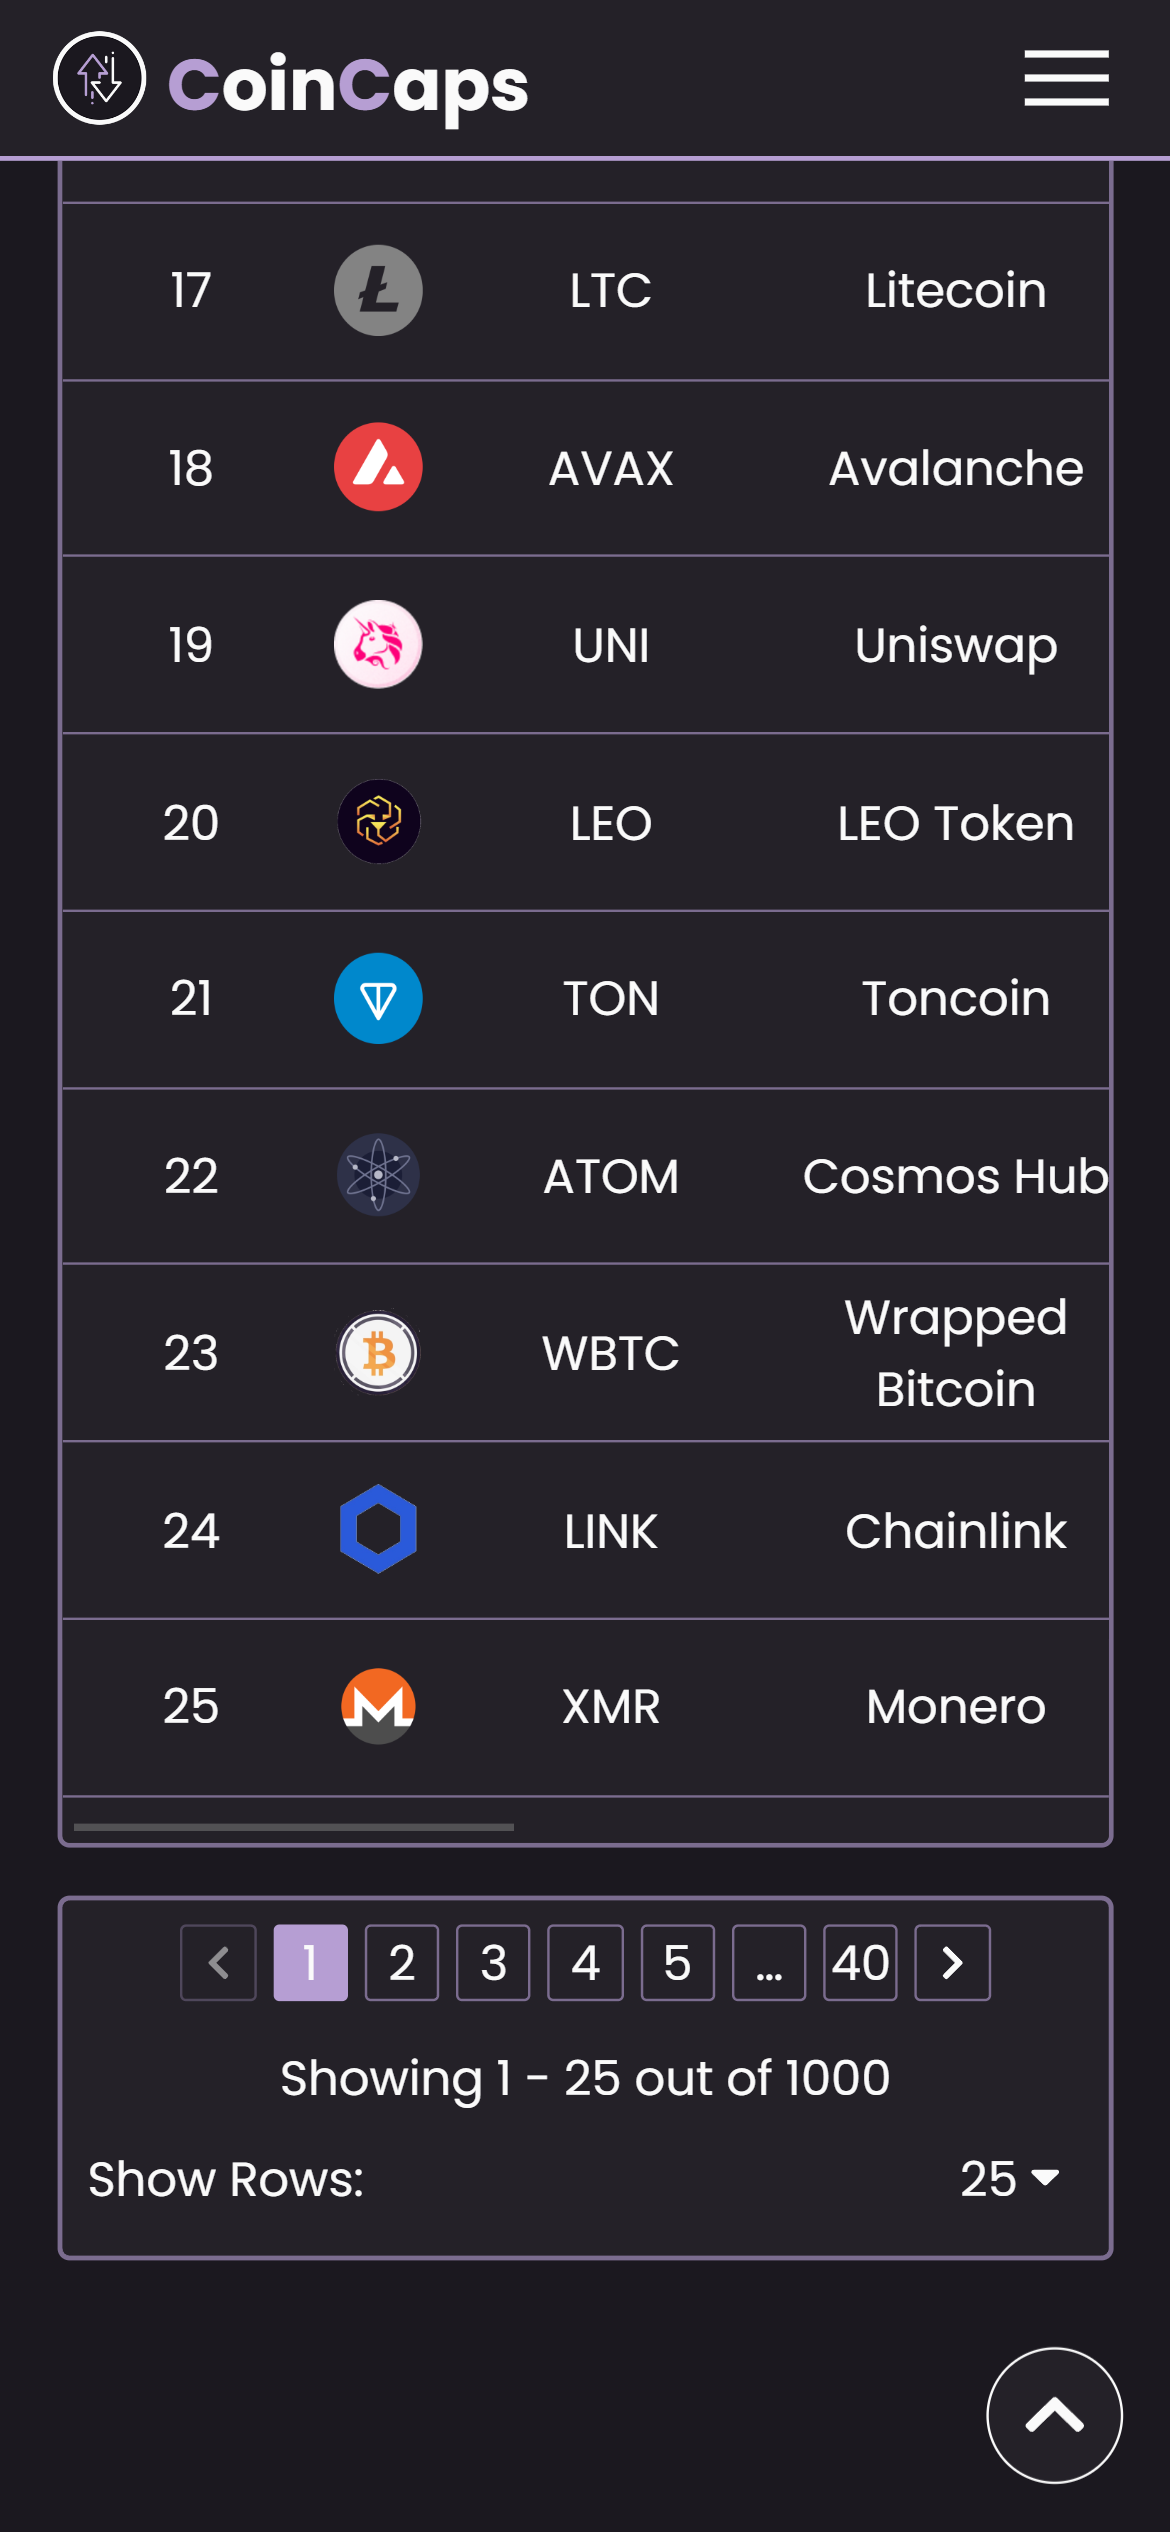 CoinCaps
17 LTC Litecoin
18 AVAX Avalanche
19 UNI Uniswap
20 LEO LEO Token
21 TON Toncoin
22 ATOM Cosmos Hub
23 WBTC Wrapped
Bitcoin
24 LINK Chainlink
25 XMR Monero
1 2 3 4 5 ... 40
Showing 1 - 25 out of 1000
Show Rows: 25